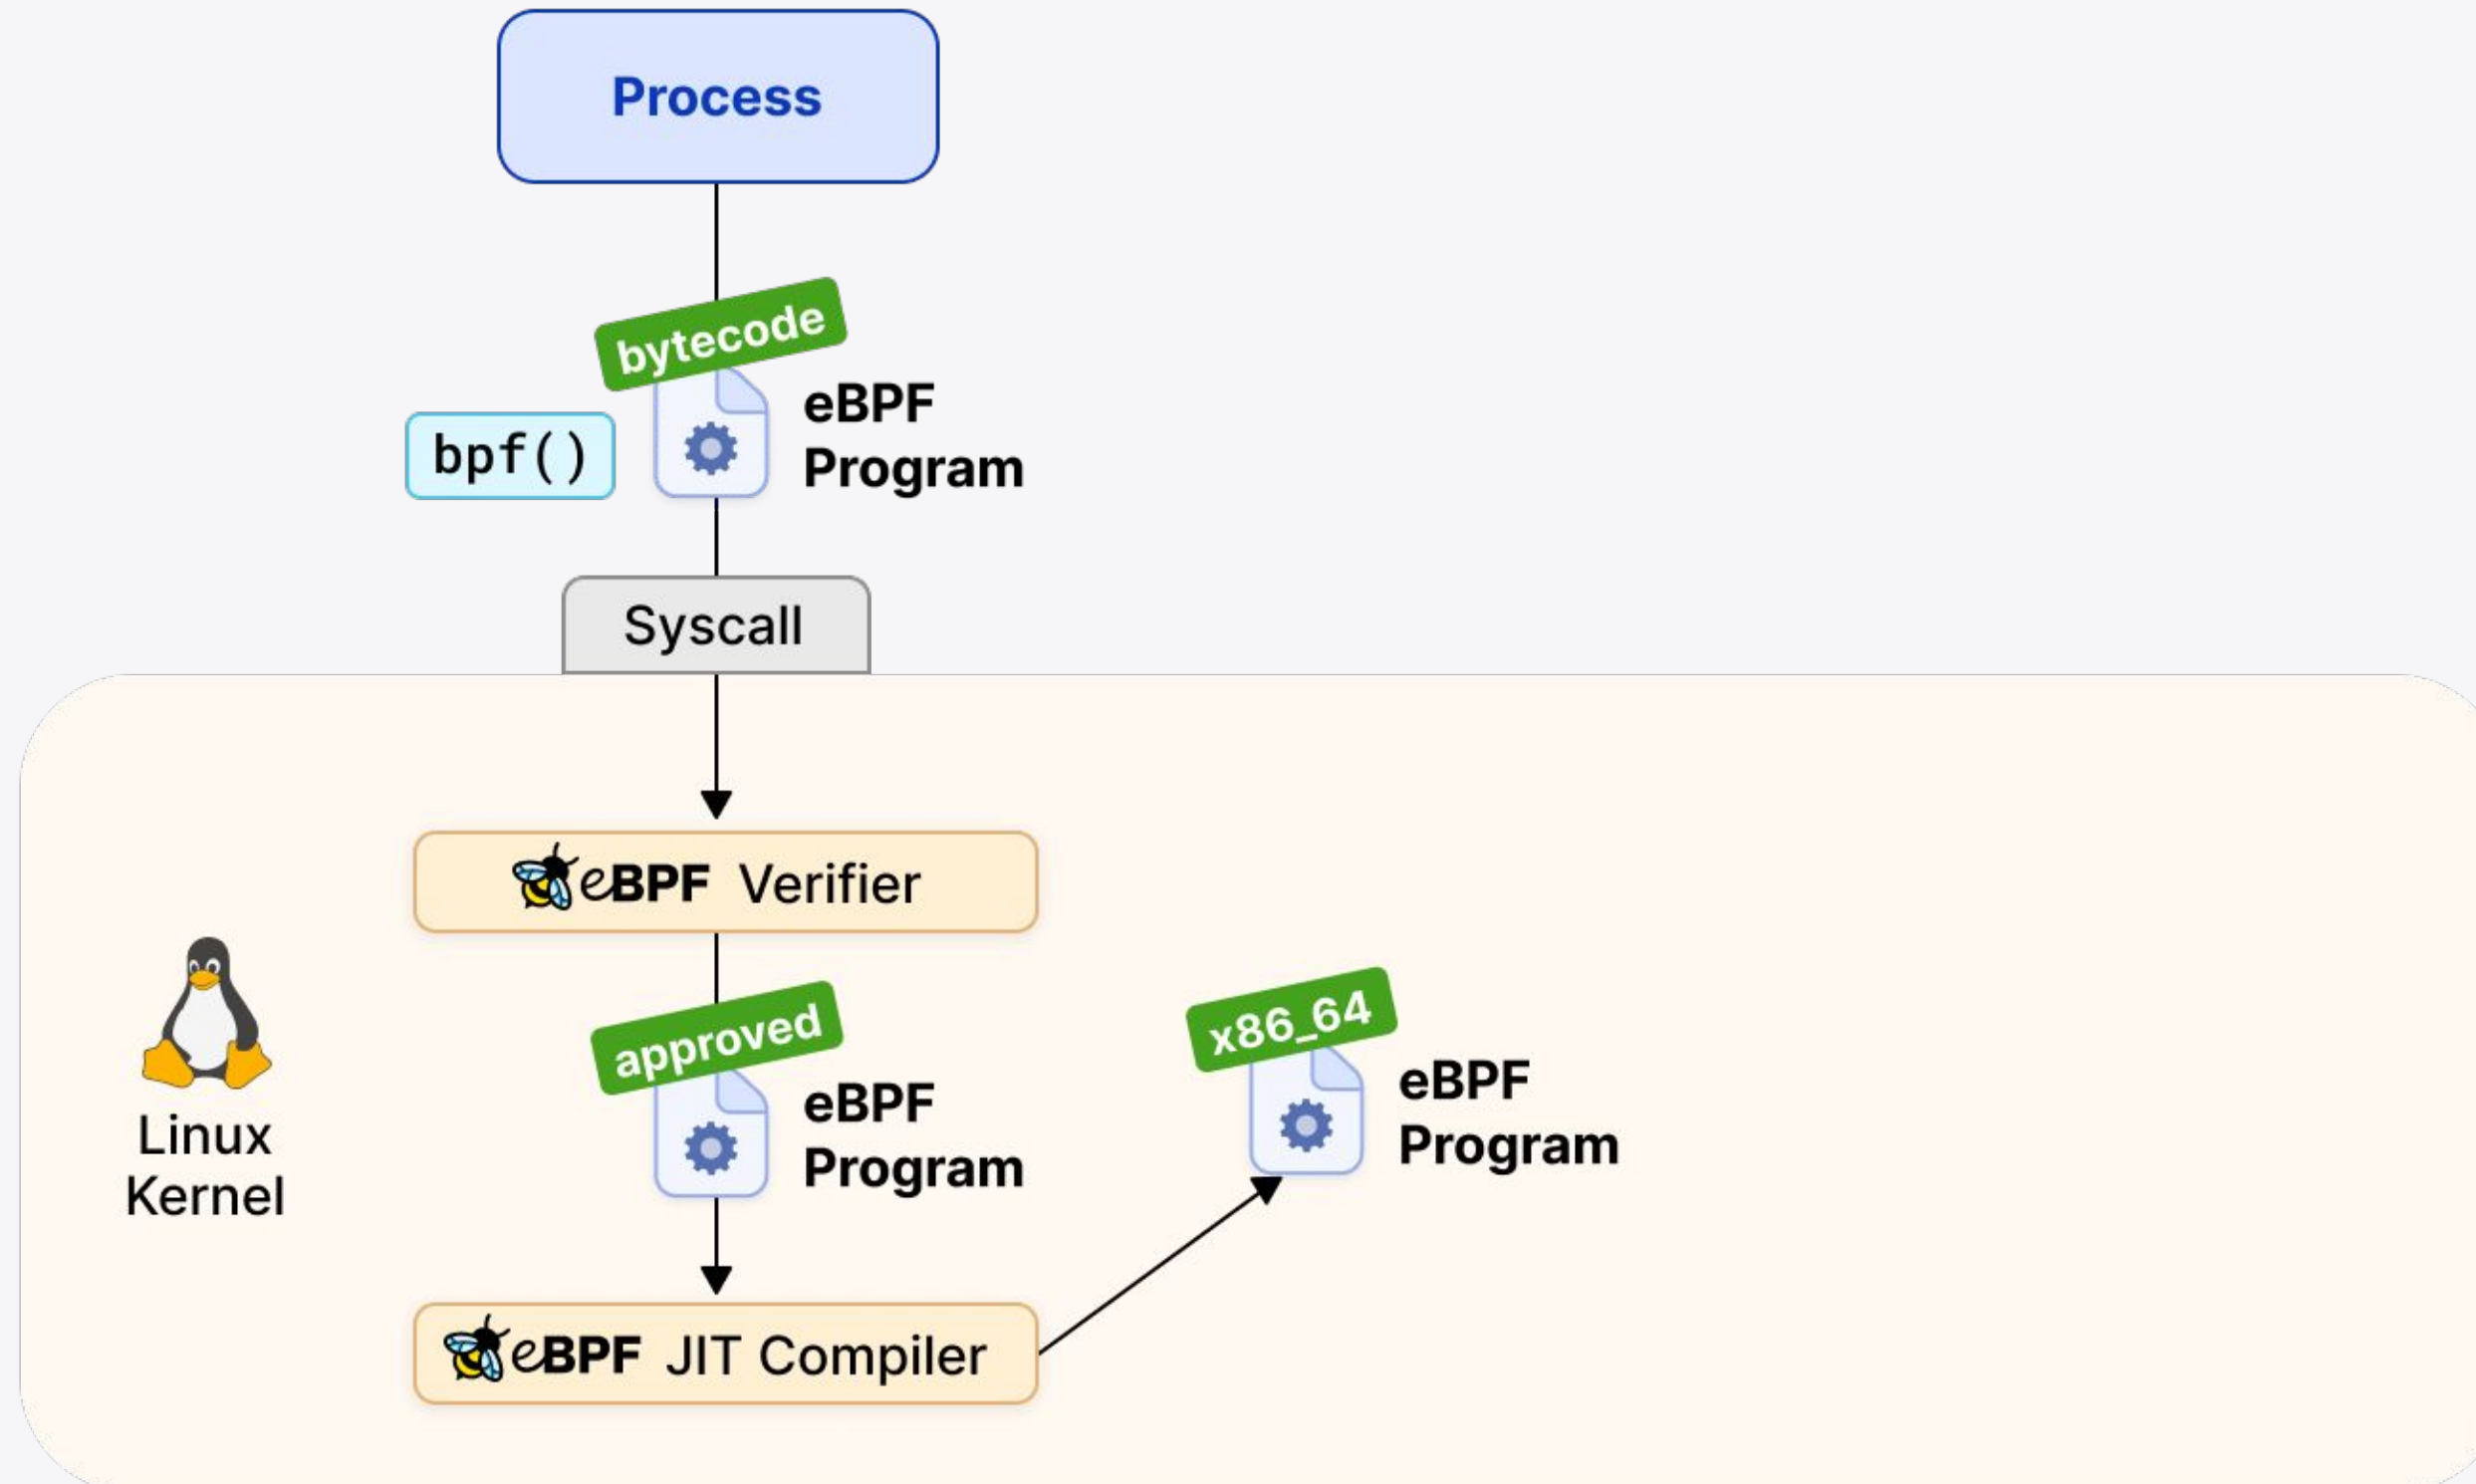 Process
bytecode
eBPF
Program
bpf()
Syscall
eBPF Verifier
approved
eBPF
Program
x86_64
eBPF
Program
Linux
Kernel
eBPF JIT Compiler